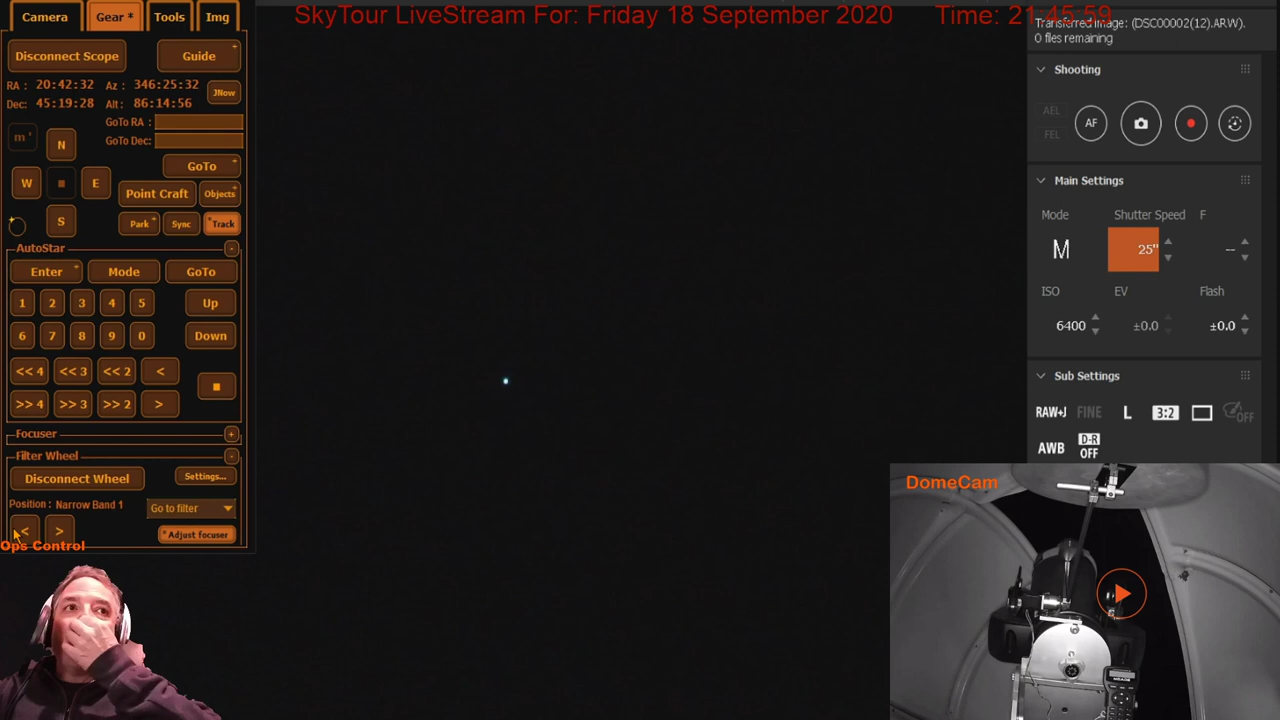 SkyTour LiveStream For: Friday 18 September 2020 Time: 21:45:59
Camera Gear * Tools Img
Disconnect Scope Guide
RA : 20:42:32 Az : 346:25:32 JNow
Dec: 45:19:28 Alt : 86:14:56
GoTo RA :
GoTo Dec:
m '
N
GoTo
W E
Point Craft Objects
S
Park Sync Track
AutoStar -
Enter Mode GoTo
1 2 3 4 5 Up
6 7 8 9 0 Down
<< 4 << 3 << 2 <
>> 4 >> 3 >> 2 >
Focuser +
Filter Wheel -
Disconnect Wheel Settings...
Position : Narrow Band 1 Go to filter
< > Adjust focuser
Ops Control
Transferred image: (DSC00002(12).ARW).
0 files remaining
Shooting
AEL
FEL
AF
Main Settings
Mode Shutter Speed F
M 25" --
ISO EV Flash
6400 ±0.0 ±0.0
Sub Settings
RAW+J FINE L 3:2 OFF
AWB D-R
OFF
DomeCam
MEADE